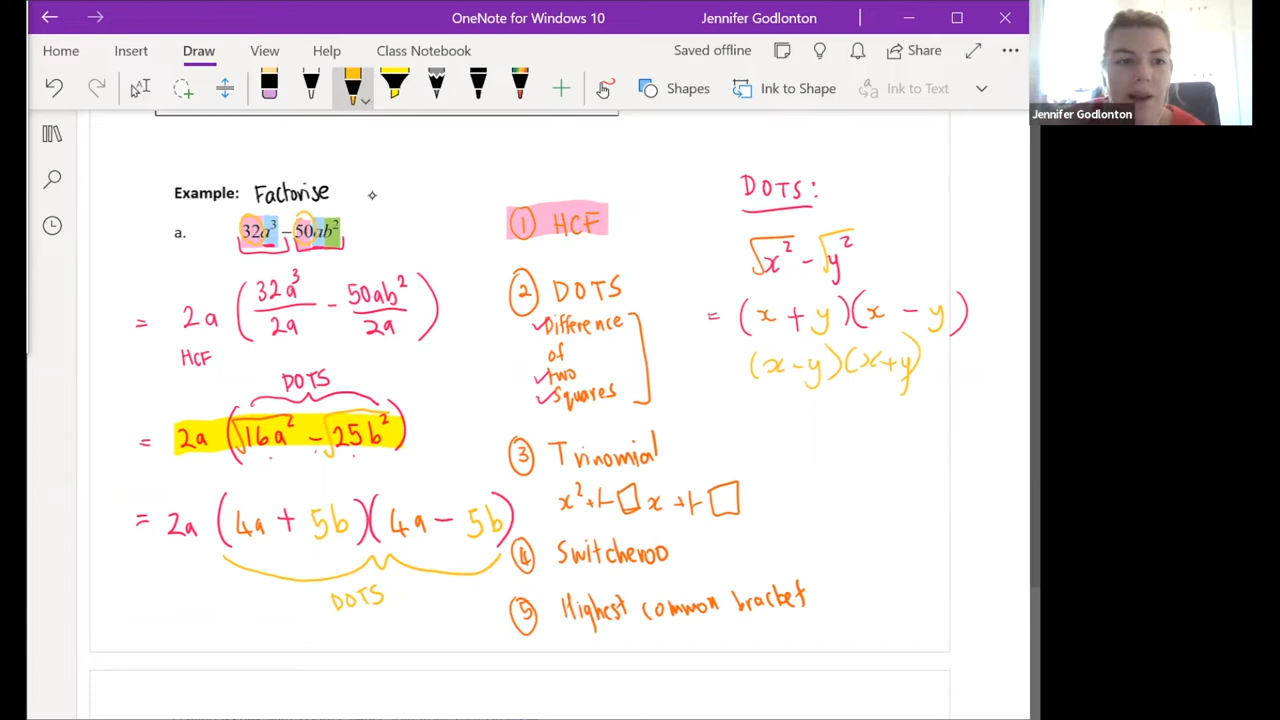 OneNote for Windows 10
Jennifer Godlonton
Home Insert Draw View Help Class Notebook
Saved offline
Share
Shapes
Ink to Shape
Ink to Text
Jennifer Godlonton
Example: Factorise
a. 32a³ – 50ab²
= 2a (32a³/2a − 50ab²/2a)
HCF
DOTS
= 2a (√16a² − √25b²)
= 2a (4a + 5b)(4a − 5b)
DOTS
① HCF
② DOTS
Difference
of
two
squares
③ Trinomial
x² +/- □ x +/- □
④ Switcheroo
⑤ Highest common bracket
DOTS:
√x² − √y²
= (x + y)(x − y)
(x − y)(x + y)